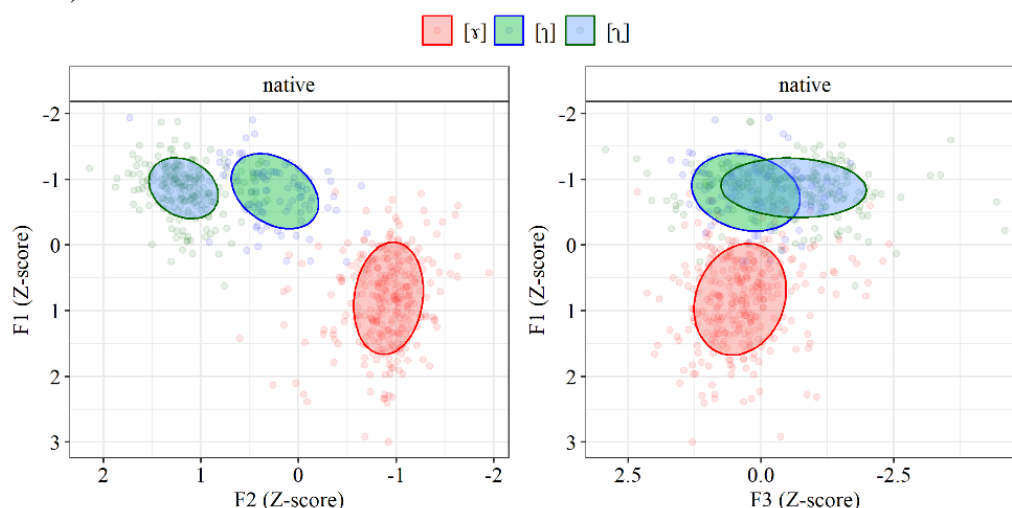 [ɤ] [ɿ] [ʅ]
native
native
-2
-1
0
1
2
3
F1 (Z-score)
2 1 0 -1 -2
F2 (Z-score)
-2
-1
0
1
2
3
F1 (Z-score)
2.5 0.0 -2.5
F3 (Z-score)